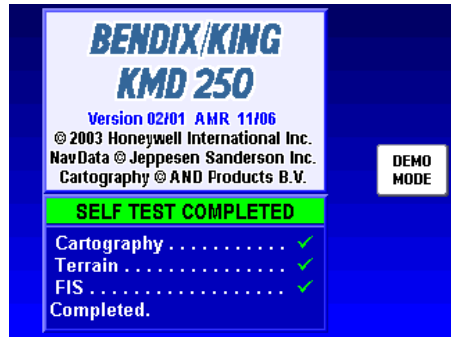 BENDIX/KING
KMD 250
Version 02/01 AMR 11/06
© 2003 Honeywell International Inc.
NavData © Jeppesen Sanderson Inc.
Cartography © AND Products B.V.
DEMO
MODE
SELF TEST COMPLETED
Cartography . . . . . . . . . . . ✓
Terrain . . . . . . . . . . . . . . . ✓
FIS . . . . . . . . . . . . . . . . . . ✓
Completed.